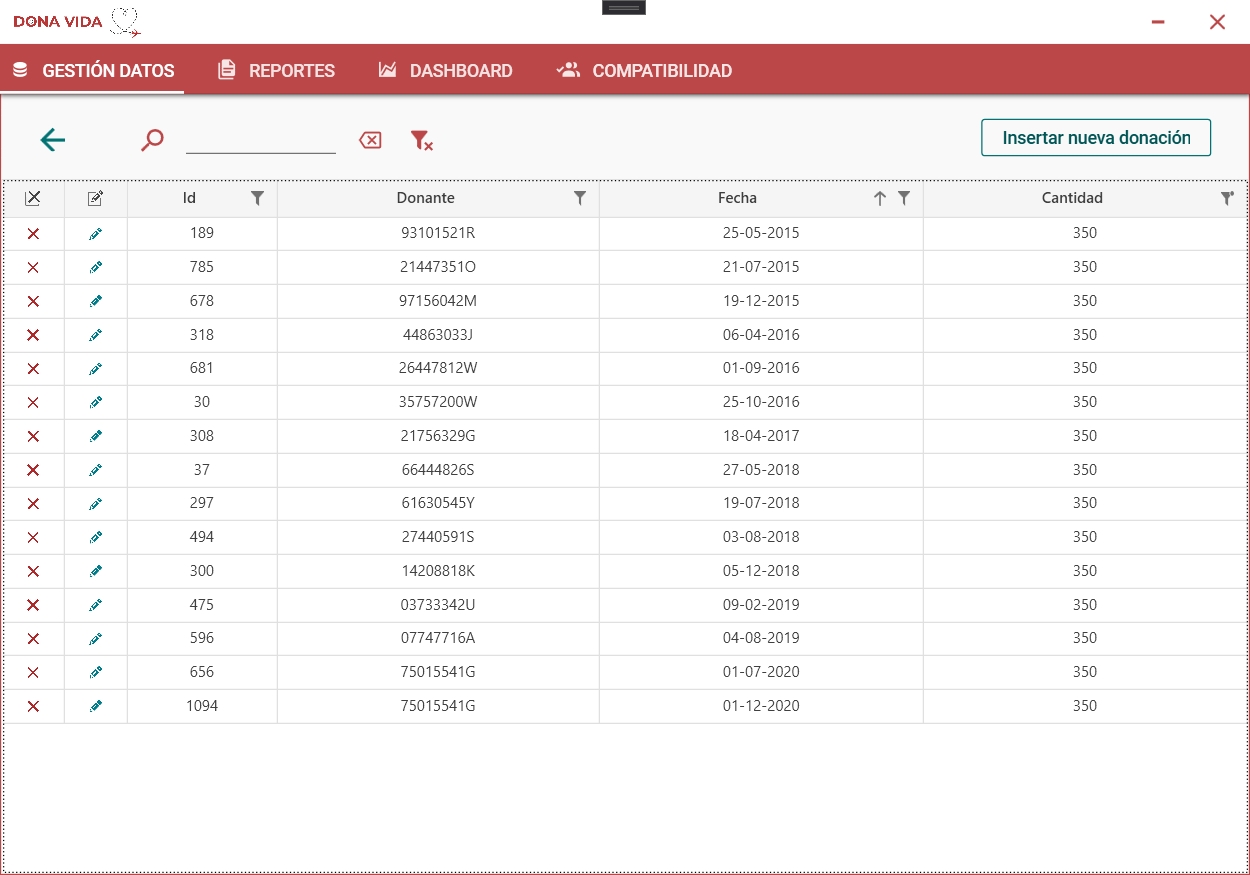 DONA VIDA
GESTIÓN DATOS REPORTES DASHBOARD COMPATIBILIDAD
Insertar nueva donación
Id Donante Fecha Cantidad
189 93101521R 25-05-2015 350
785 21447351O 21-07-2015 350
678 97156042M 19-12-2015 350
318 44863033J 06-04-2016 350
681 26447812W 01-09-2016 350
30 35757200W 25-10-2016 350
308 21756329G 18-04-2017 350
37 66444826S 27-05-2018 350
297 61630545Y 19-07-2018 350
494 27440591S 03-08-2018 350
300 14208818K 05-12-2018 350
475 03733342U 09-02-2019 350
596 07747716A 04-08-2019 350
656 75015541G 01-07-2020 350
1094 75015541G 01-12-2020 350